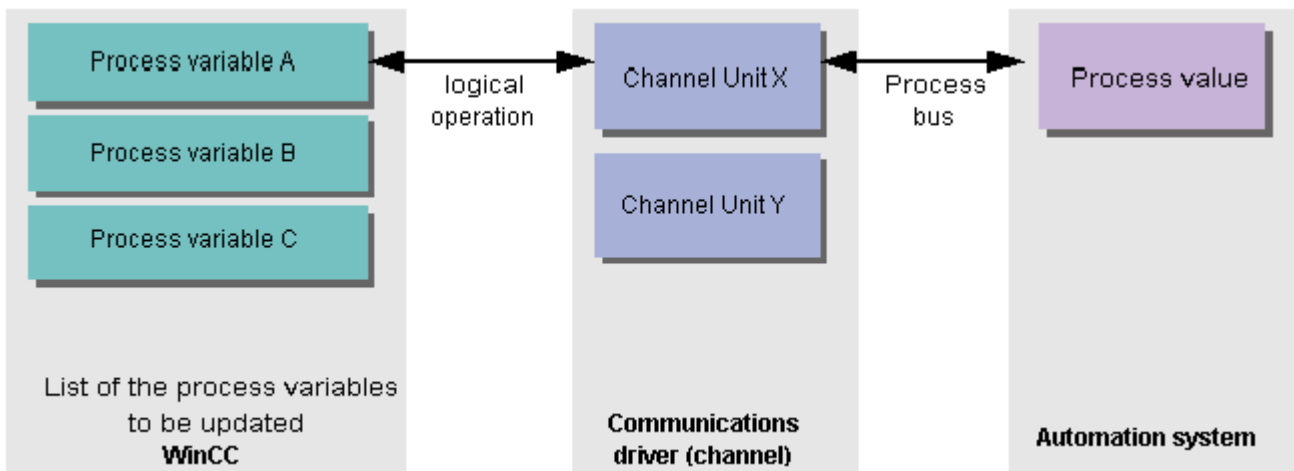 Process variable A
Process variable B
Process variable C
List of the process variables
to be updated
WinCC
logical
operation
Channel Unit X
Channel Unit Y
Communications
driver (channel)
Process
bus
Process value
Automation system